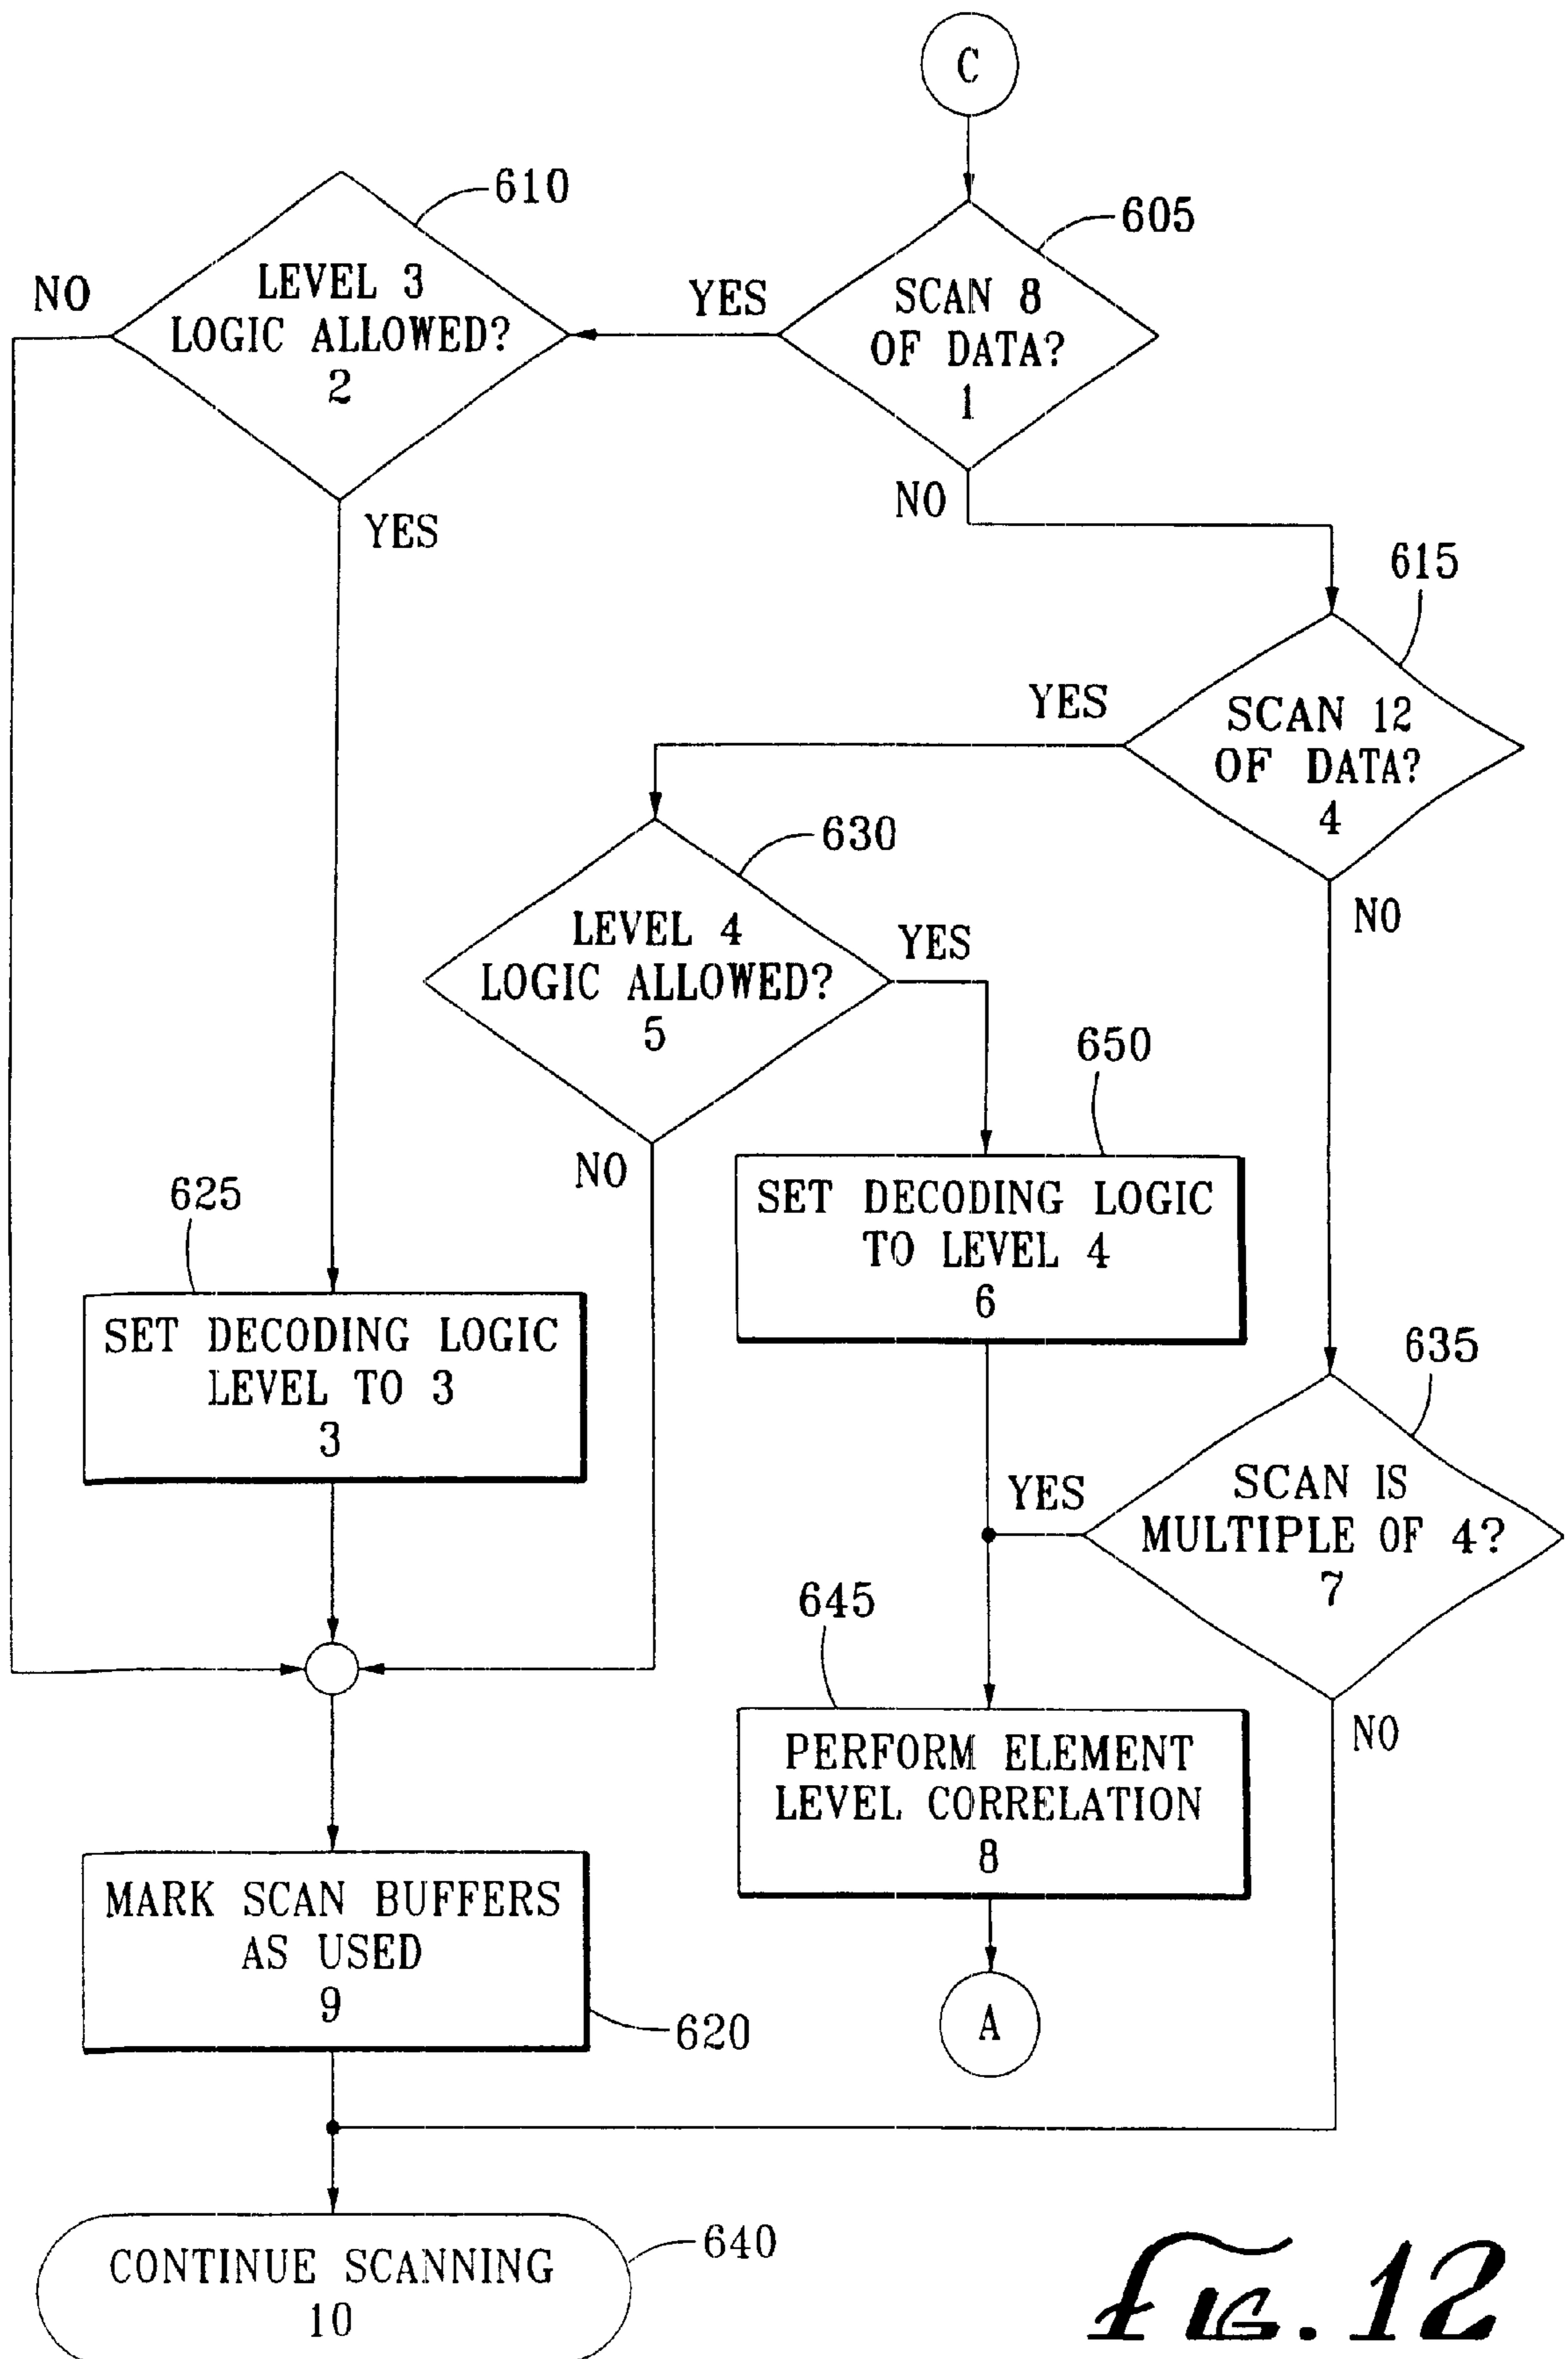 C
610
605
LEVEL 3
LOGIC ALLOWED?
2
NO
YES
SCAN 8
OF DATA?
1
YES
NO
615
YES
SCAN 12
OF DATA?
4
630
LEVEL 4
LOGIC ALLOWED?
5
YES
NO
650
NO
625
SET DECODING LOGIC
TO LEVEL 4
6
SET DECODING LOGIC
LEVEL TO 3
3
635
YES
SCAN IS
MULTIPLE OF 4?
7
645
NO
PERFORM ELEMENT
LEVEL CORRELATION
8
MARK SCAN BUFFERS
AS USED
9
620
A
CONTINUE SCANNING
10
640
FIG. 12